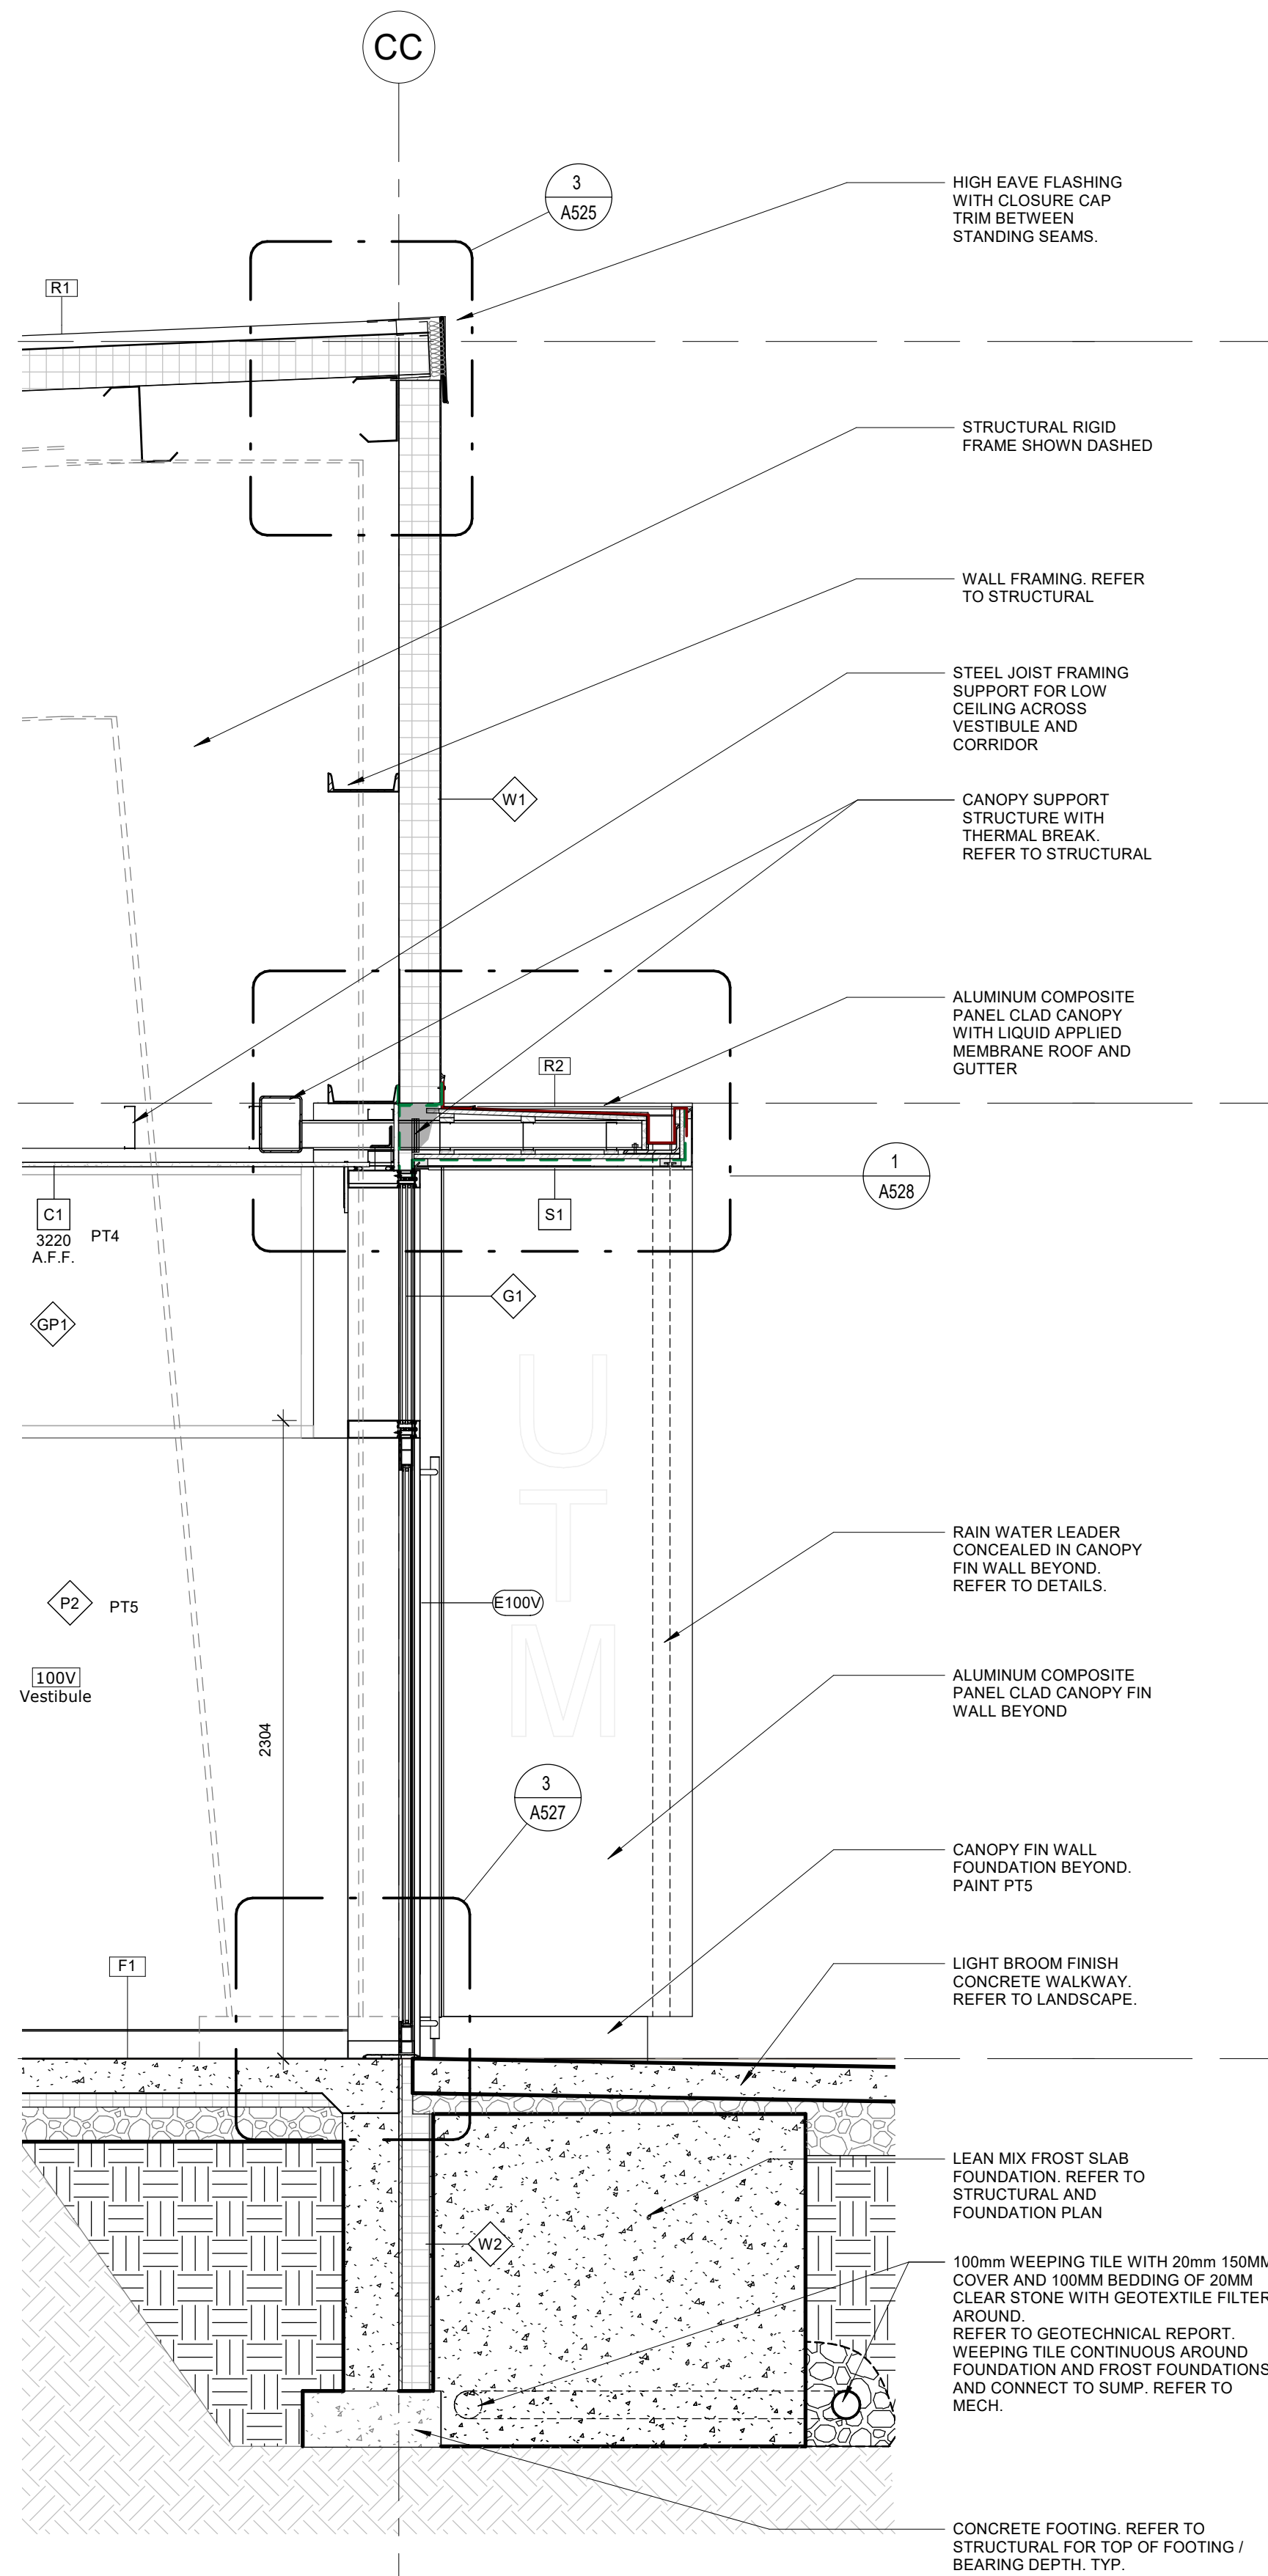 CC
3
A525
HIGH EAVE FLASHING
WITH CLOSURE CAP
TRIM BETWEEN
STANDING SEAMS.
R1
STRUCTURAL RIGID
FRAME SHOWN DASHED
WALL FRAMING. REFER
TO STRUCTURAL
STEEL JOIST FRAMING
SUPPORT FOR LOW
CEILING ACROSS
VESTIBULE AND
CORRIDOR
W1
CANOPY SUPPORT
STRUCTURE WITH
THERMAL BREAK.
REFER TO STRUCTURAL
ALUMINUM COMPOSITE
PANEL CLAD CANOPY
WITH LIQUID APPLIED
MEMBRANE ROOF AND
GUTTER
R2
1
A528
C1
3220
A.F.F.
PT4
S1
G1
GP1
U
T
M
RAIN WATER LEADER
CONCEALED IN CANOPY
FIN WALL BEYOND.
REFER TO DETAILS.
P2
PT5
E100V
100V
Vestibule
ALUMINUM COMPOSITE
PANEL CLAD CANOPY FIN
WALL BEYOND
2304
3
A527
CANOPY FIN WALL
FOUNDATION BEYOND.
PAINT PT5
F1
LIGHT BROOM FINISH
CONCRETE WALKWAY.
REFER TO LANDSCAPE.
LEAN MIX FROST SLAB
FOUNDATION. REFER TO
STRUCTURAL AND
FOUNDATION PLAN
W2
100mm WEEPING TILE WITH 20mm 150MM
COVER AND 100MM BEDDING OF 20MM
CLEAR STONE WITH GEOTEXTILE FILTER
AROUND.
REFER TO GEOTECHNICAL REPORT.
WEEPING TILE CONTINUOUS AROUND
FOUNDATION AND FROST FOUNDATIONS
AND CONNECT TO SUMP. REFER TO
MECH.
CONCRETE FOOTING. REFER TO
STRUCTURAL FOR TOP OF FOOTING /
BEARING DEPTH. TYP.